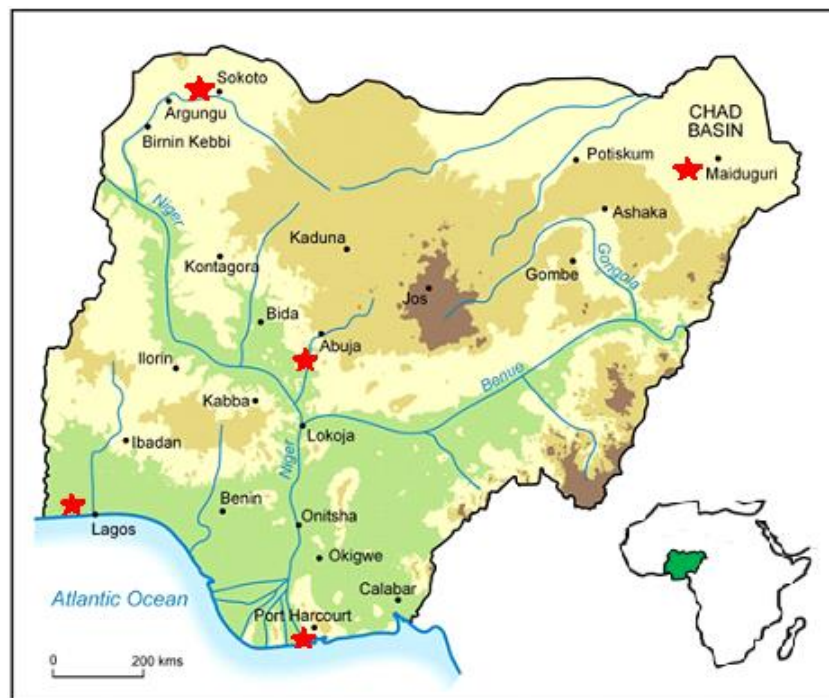 Sokoto
Argungu
Birnin Kebbi
CHAD
BASIN
Potiskum
Maiduguri
Niger
Ashaka
Kaduna
Kontagora
Gongola
Gombe
Jos
Bida
Abuja
Ilorin
Benue
Kabba
Lokoja
Ibadan
Niger
Benin
Onitsha
Lagos
Okigwe
Calabar
Atlantic Ocean
Port Harcourt
0 200 kms